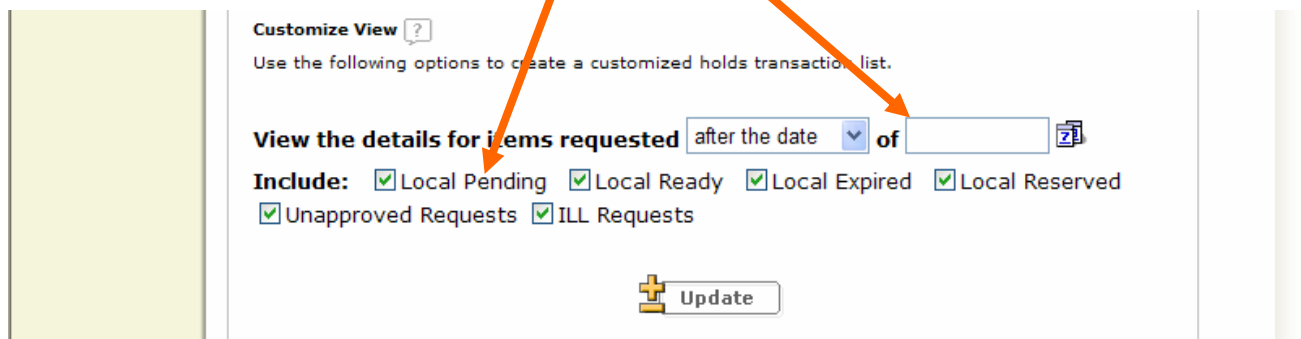 Customize View ?
Use the following options to create a customized holds transaction list.
View the details for items requested after the date of
Include: Local Pending Local Ready Local Expired Local Reserved
Unapproved Requests ILL Requests
Update